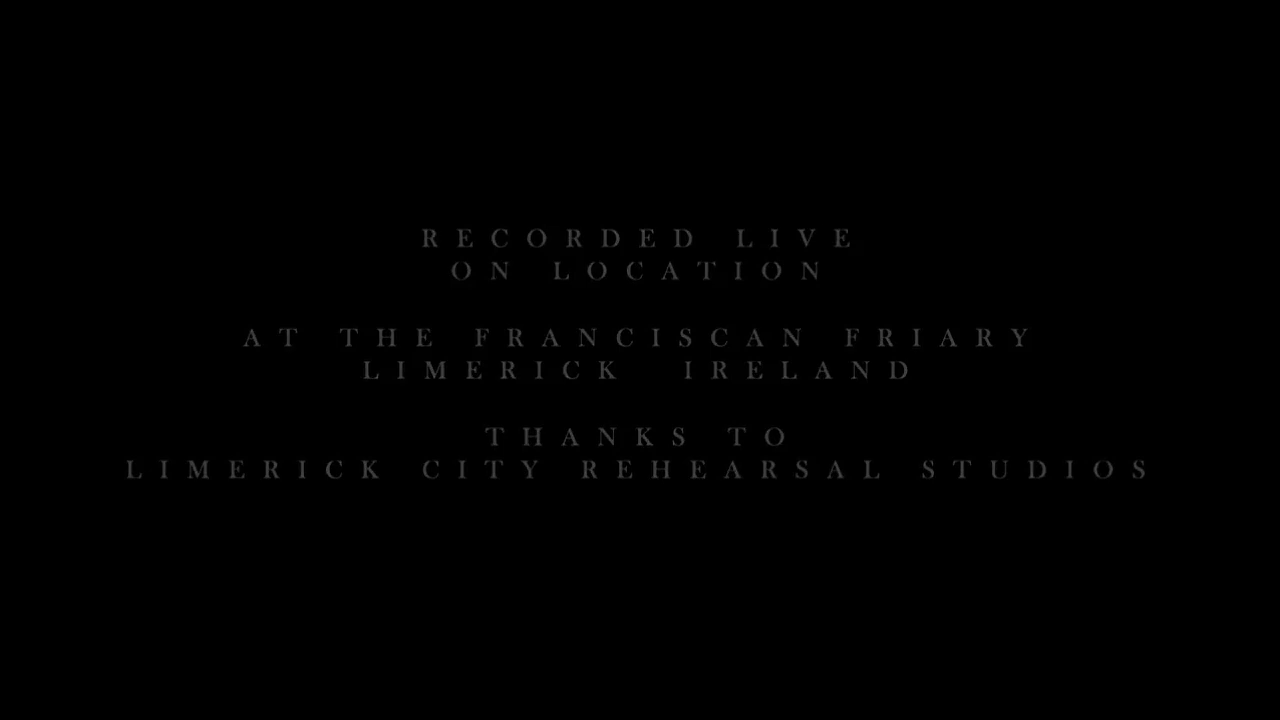 RECORDED LIVE
ON LOCATION
AT THE FRANCISCAN FRIARY
LIMERICK IRELAND
THANKS TO
LIMERICK CITY REHEARSAL STUDIOS